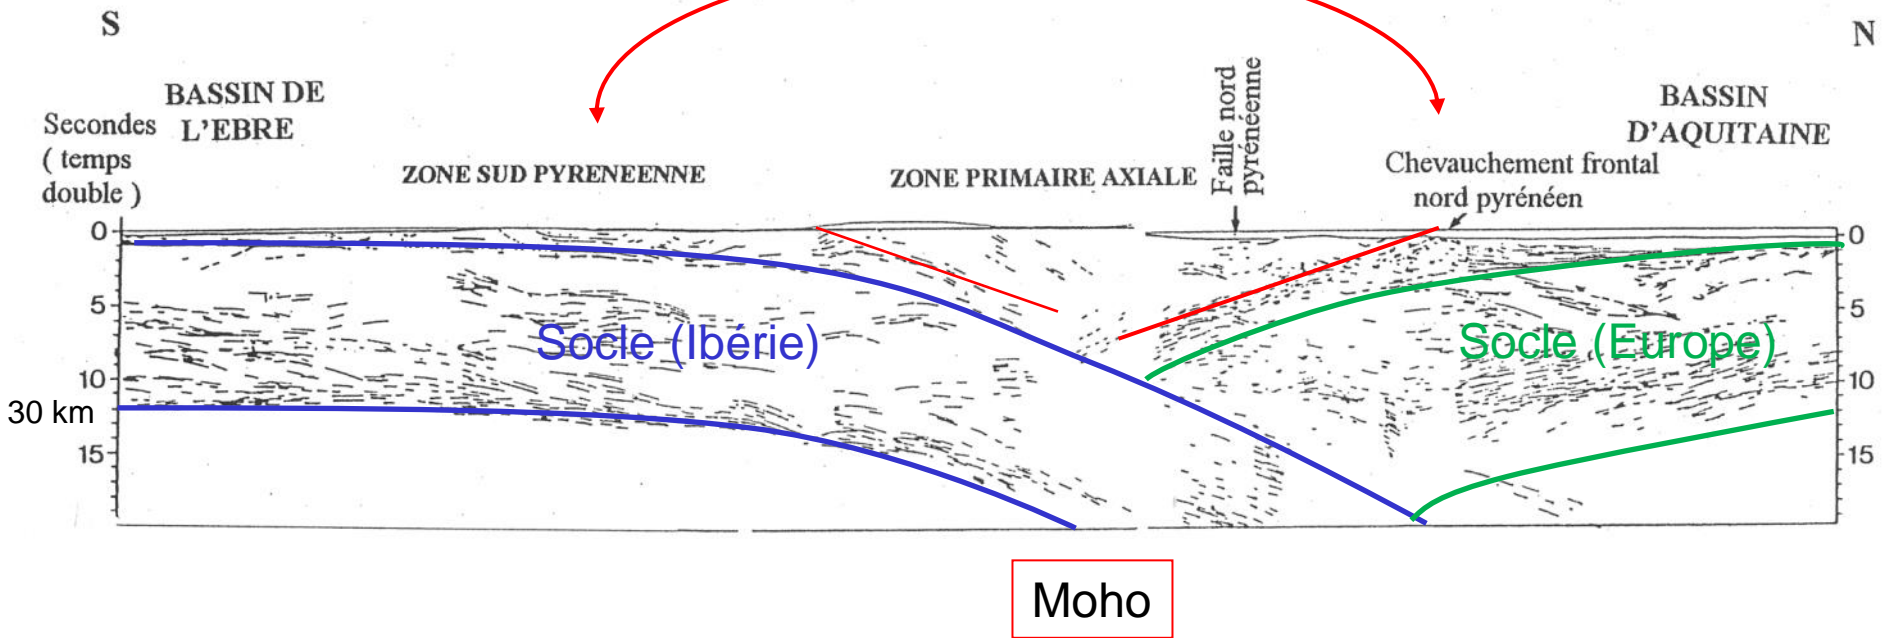 S
N
BASSIN DE
L'EBRE
Secondes
( temps
double )
ZONE SUD PYRENEENNE
ZONE PRIMAIRE AXIALE
Faille nord
pyrénéenne
Chevauchement frontal
nord pyrénéen
BASSIN
D'AQUITAINE
0
5
10
15
30 km
0
5
10
15
Socle (Ibérie)
Socle (Europe)
Moho